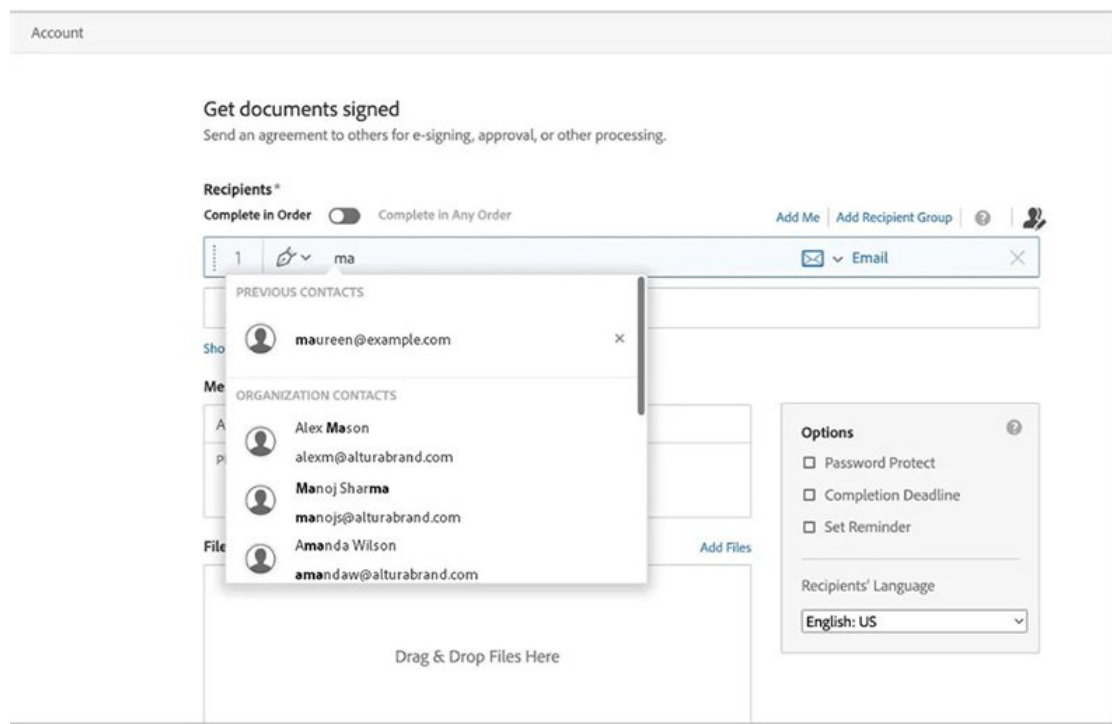 Account
Get documents signed
Send an agreement to others for e-signing, approval, or other processing.
Recipients*
Complete in Order Complete in Any Order Add Me Add Recipient Group ?
1 ma Email
PREVIOUS CONTACTS
maureen@example.com
Sho
ORGANIZATION CONTACTS
Me
Alex Mason
alexm@alturabrand.com
Manoj Sharma
manojs@alturabrand.com
Amanda Wilson
amandaw@alturabrand.com
A
Pl
File
Add Files
Drag & Drop Files Here
Options ?
Password Protect
Completion Deadline
Set Reminder
Recipients' Language
English: US